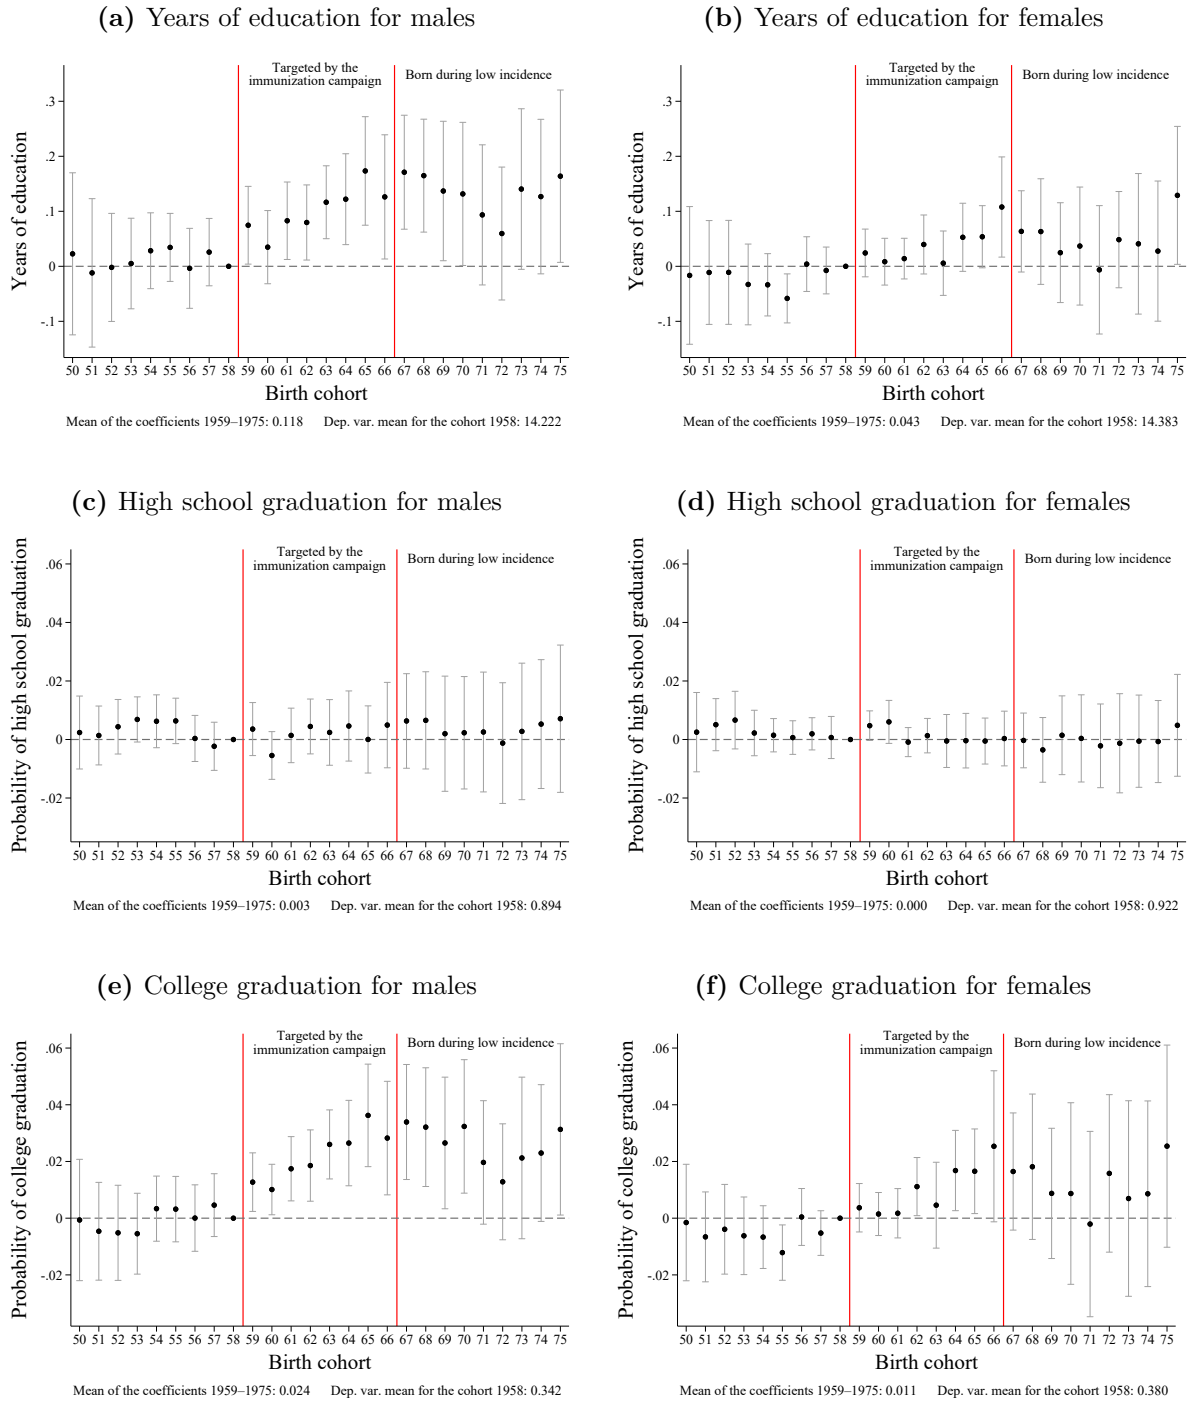 (a) Years of education for males
Targeted by the
immunization campaign
Born during low incidence
Years of education
.3
.2
.1
0
-.1
50 51 52 53 54 55 56 57 58 59 60 61 62 63 64 65 66 67 68 69 70 71 72 73 74 75
Birth cohort
Mean of the coefficients 1959–1975: 0.118 Dep. var. mean for the cohort 1958: 14.222
(b) Years of education for females
Targeted by the
immunization campaign
Born during low incidence
Years of education
.3
.2
.1
0
-.1
50 51 52 53 54 55 56 57 58 59 60 61 62 63 64 65 66 67 68 69 70 71 72 73 74 75
Birth cohort
Mean of the coefficients 1959–1975: 0.043 Dep. var. mean for the cohort 1958: 14.383
(c) High school graduation for males
Targeted by the
immunization campaign
Born during low incidence
Probability of high school graduation
.06
.04
.02
0
-.02
50 51 52 53 54 55 56 57 58 59 60 61 62 63 64 65 66 67 68 69 70 71 72 73 74 75
Birth cohort
Mean of the coefficients 1959–1975: 0.003 Dep. var. mean for the cohort 1958: 0.894
(d) High school graduation for females
Targeted by the
immunization campaign
Born during low incidence
Probability of high school graduation
.06
.04
.02
0
-.02
50 51 52 53 54 55 56 57 58 59 60 61 62 63 64 65 66 67 68 69 70 71 72 73 74 75
Birth cohort
Mean of the coefficients 1959–1975: 0.000 Dep. var. mean for the cohort 1958: 0.922
(e) College graduation for males
Targeted by the
immunization campaign
Born during low incidence
Probability of college graduation
.06
.04
.02
0
-.02
50 51 52 53 54 55 56 57 58 59 60 61 62 63 64 65 66 67 68 69 70 71 72 73 74 75
Birth cohort
Mean of the coefficients 1959–1975: 0.024 Dep. var. mean for the cohort 1958: 0.342
(f) College graduation for females
Targeted by the
immunization campaign
Born during low incidence
Probability of college graduation
.06
.04
.02
0
-.02
50 51 52 53 54 55 56 57 58 59 60 61 62 63 64 65 66 67 68 69 70 71 72 73 74 75
Birth cohort
Mean of the coefficients 1959–1975: 0.011 Dep. var. mean for the cohort 1958: 0.380